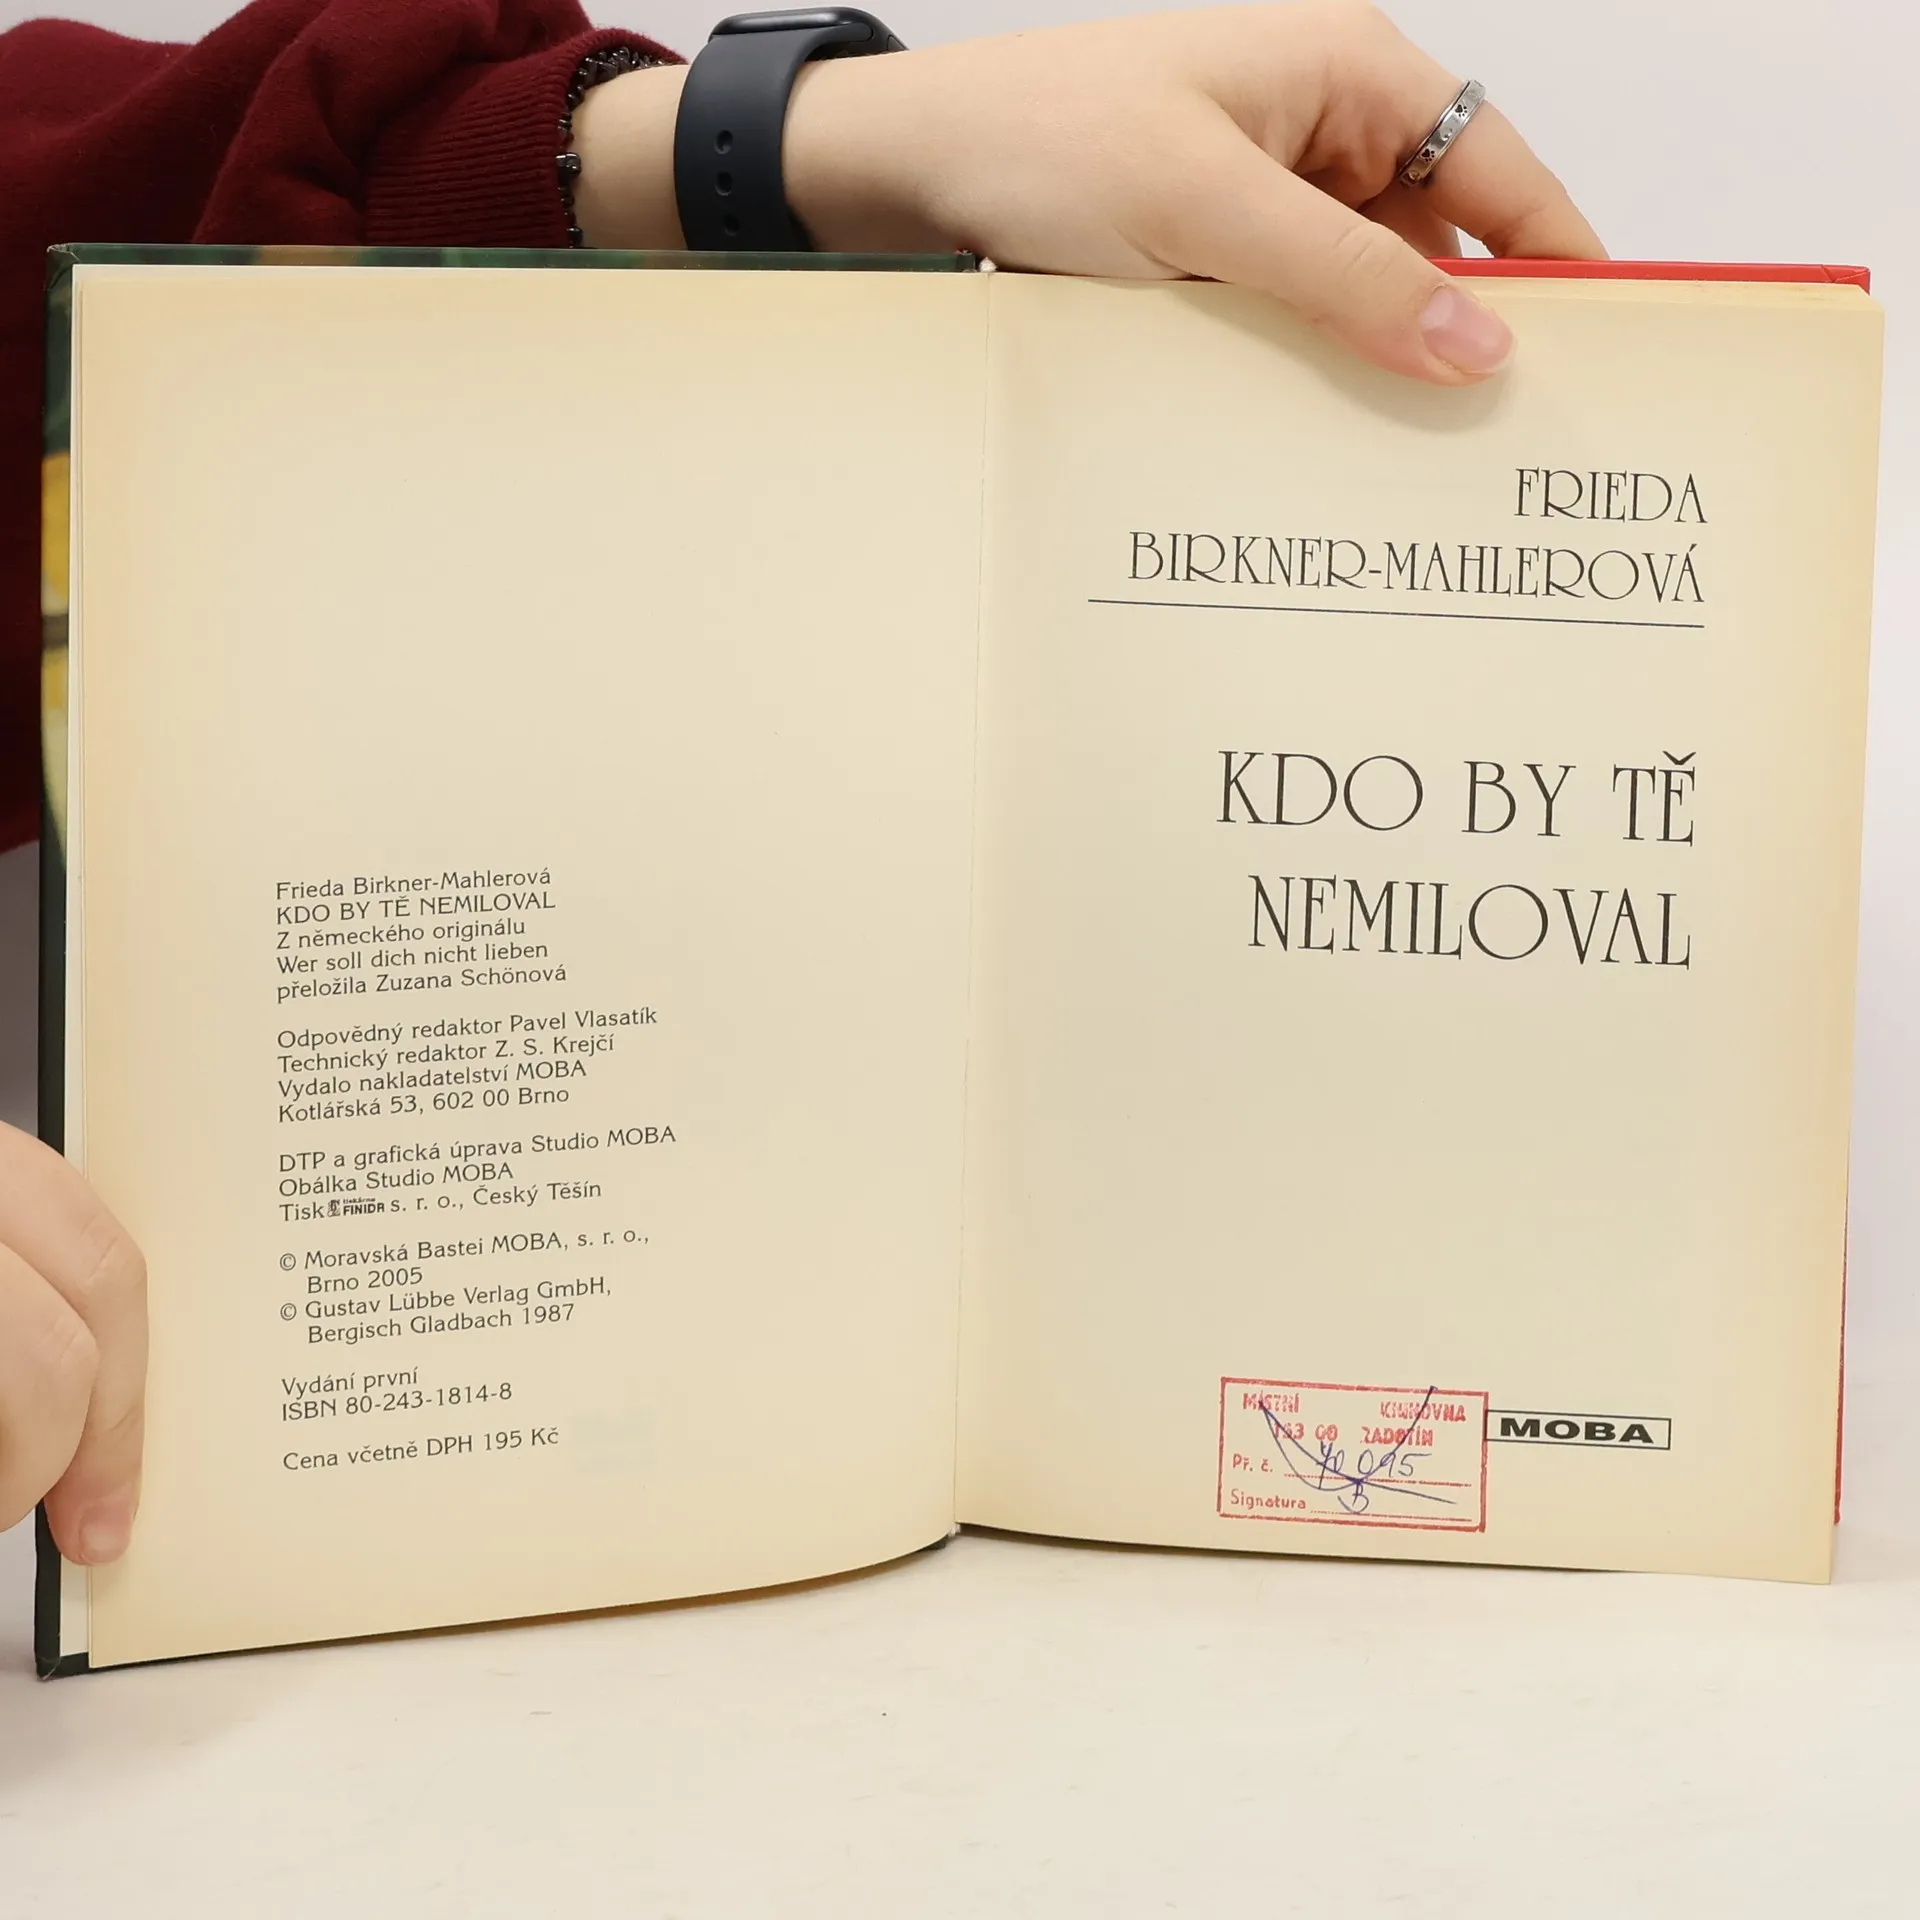 Frieda Birkner-Mahlerová
KDO BY TĚ NEMILOVAL
Z německého originálu
Wer soll dich nicht lieben
přeložila Zuzana Schönová
Odpovědný redaktor Pavel Vlasatík
Technický redaktor Z. S. Krejčí
Vydalo nakladatelství MOBA
Kotlářská 53, 602 00 Brno
DTP a grafická úprava Studio MOBA
Obálka Studio MOBA
Tisk tiskárna FINIDR s. r. o., Český Těšín
© Moravská Bastei MOBA, s. r. o.,
Brno 2005
© Gustav Lübbe Verlag GmbH,
Bergisch Gladbach 1987
Vydání první
ISBN 80-243-1814-8
Cena včetně DPH 195 Kč
FRIEDA
BIRKNER-MAHLEROVÁ
KDO BY TĚ
NEMILOVAL
MÍSTNÍ KNIHOVNA
153 00
Př. č. 095
Signatura B
MOBA